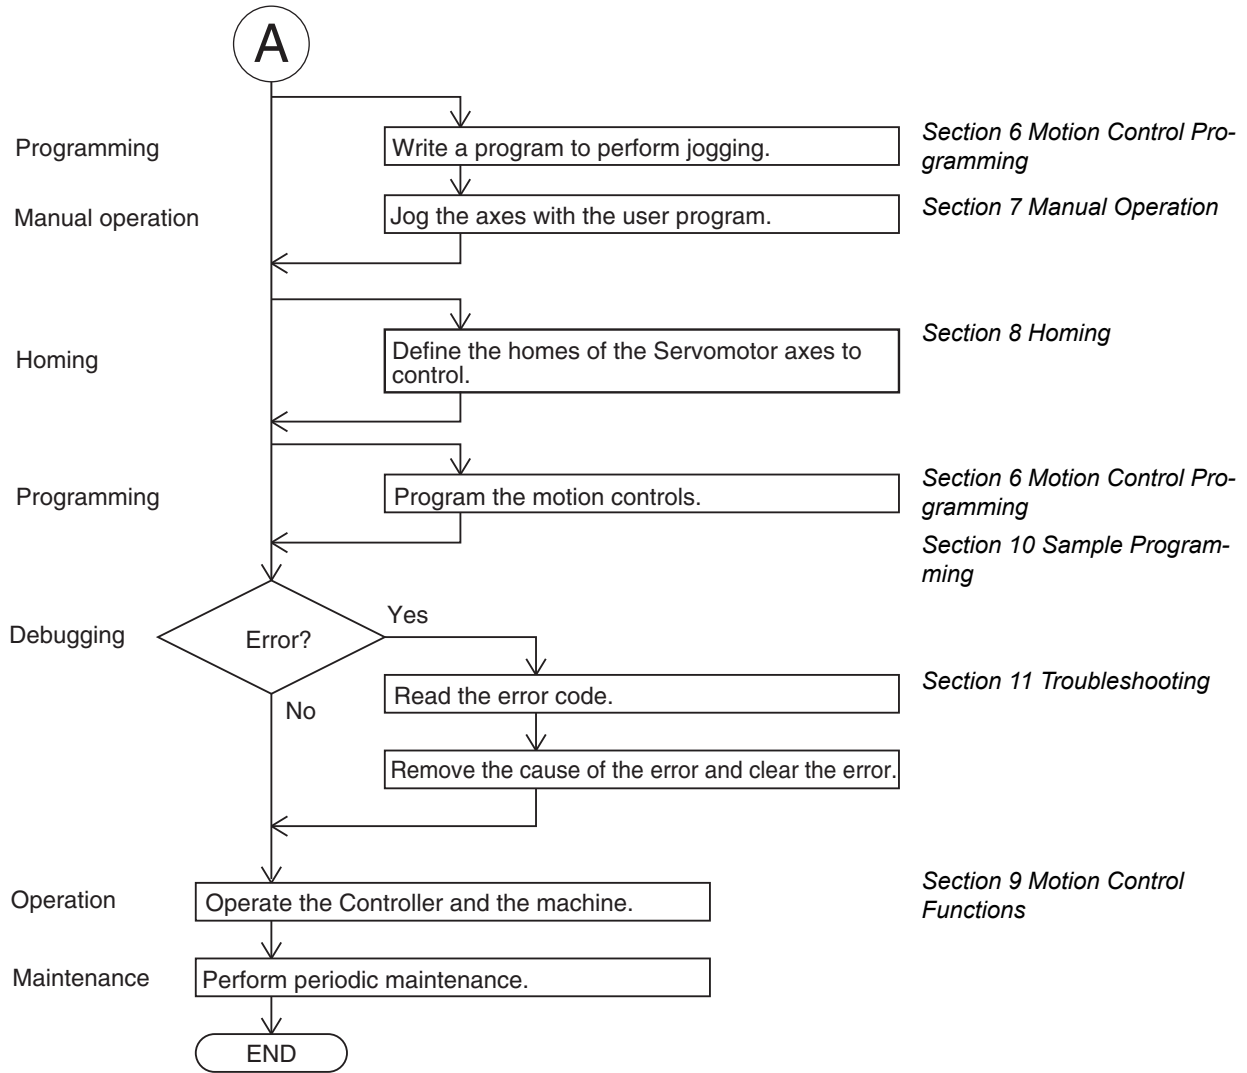 A
Programming
Write a program to perform jogging.
Section 6 Motion Control Pro-
gramming
Manual operation
Jog the axes with the user program.
Section 7 Manual Operation
Homing
Define the homes of the Servomotor axes to
control.
Section 8 Homing
Programming
Program the motion controls.
Section 6 Motion Control Pro-
gramming
Section 10 Sample Program-
ming
Debugging
Error?
Yes
No
Read the error code.
Section 11 Troubleshooting
Remove the cause of the error and clear the error.
Operation
Operate the Controller and the machine.
Section 9 Motion Control
Functions
Maintenance
Perform periodic maintenance.
END